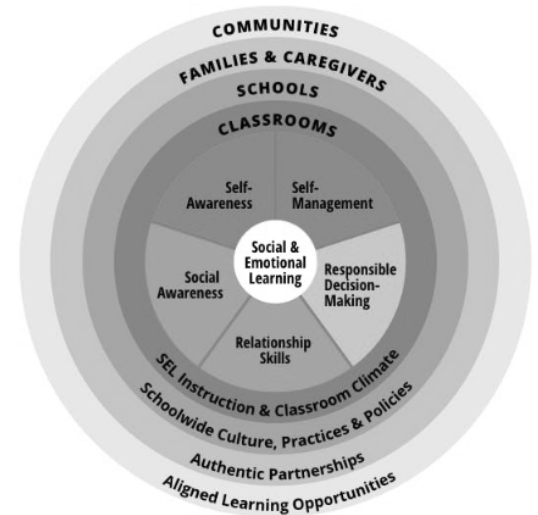 COMMUNITIES
FAMILIES & CAREGIVERS
SCHOOLS
CLASSROOMS
Self-
Awareness
Self-
Management
Social &
Emotional
Learning
Social
Awareness
Responsible
Decision-
Making
Relationship
Skills
SEL Instruction & Classroom Climate
Schoolwide Culture, Practices & Policies
Authentic Partnerships
Aligned Learning Opportunities